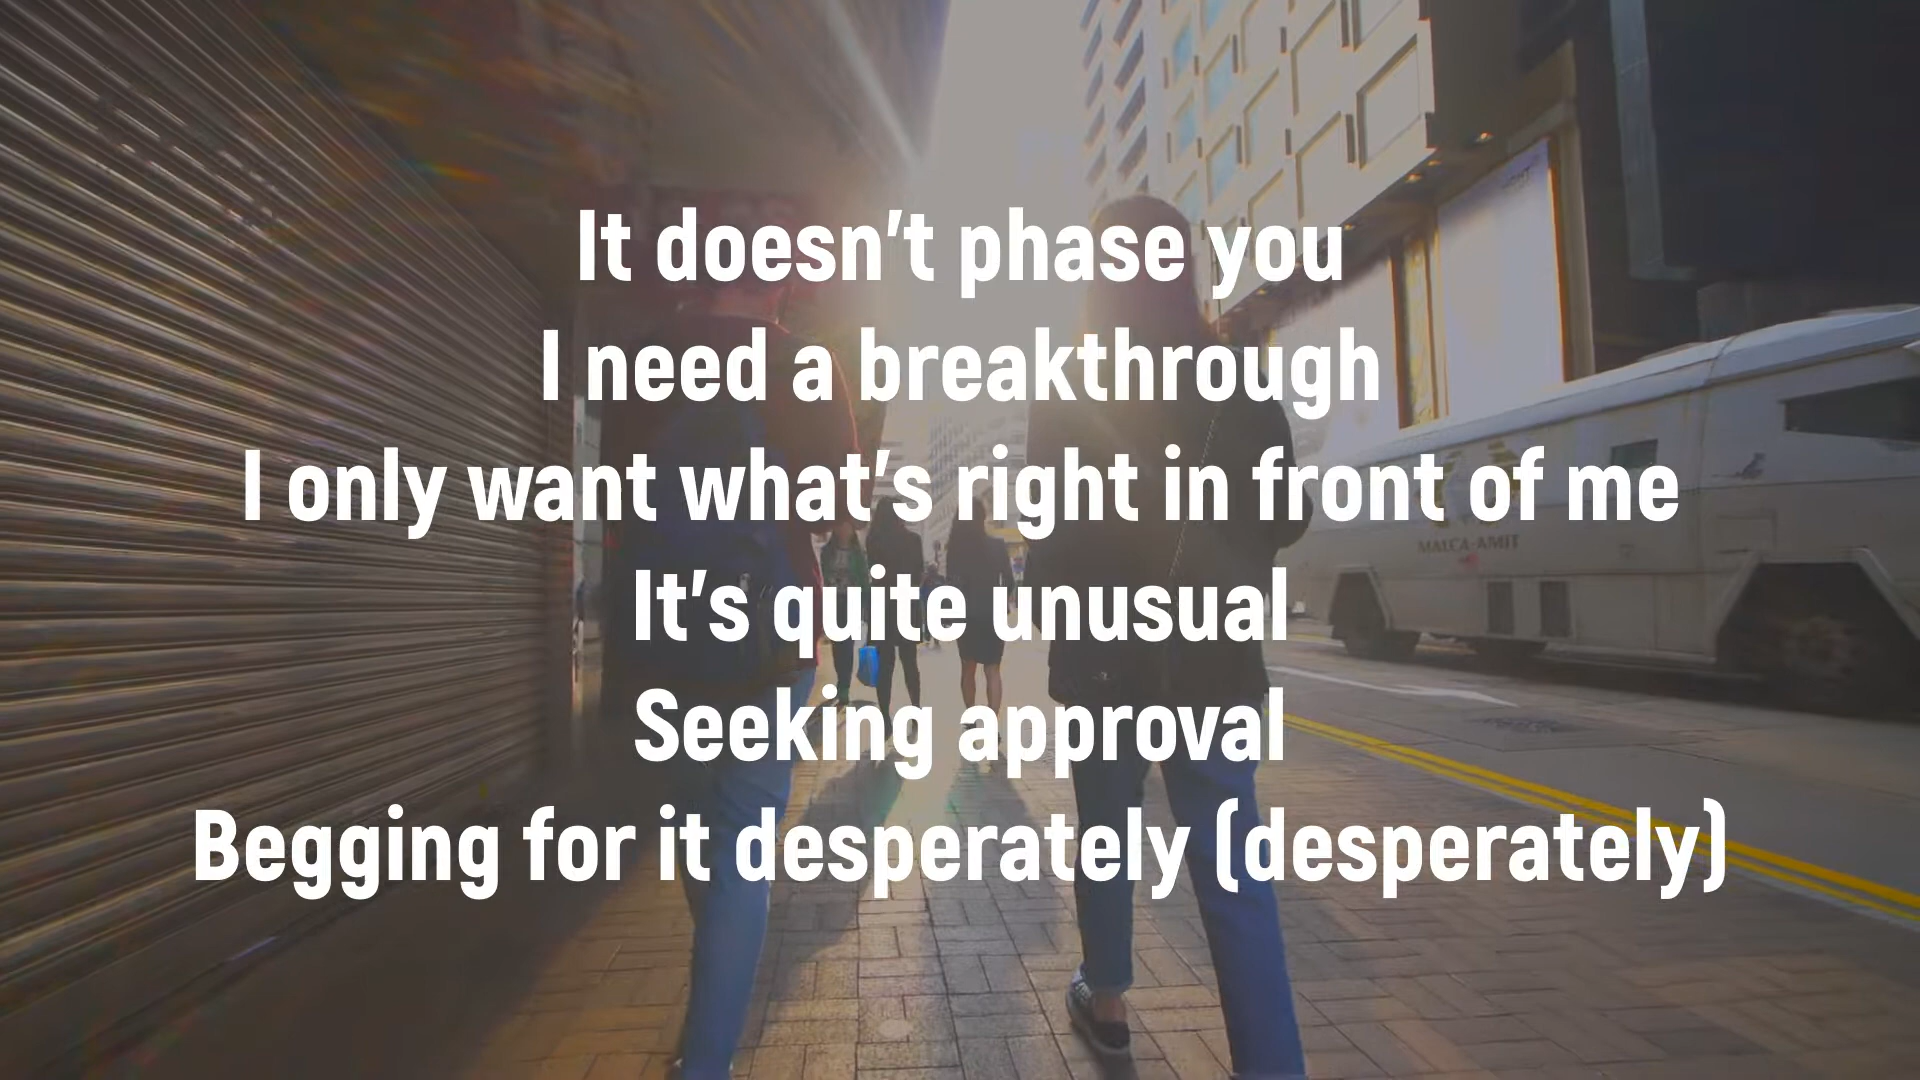 It doesn't phase you
I need a breakthrough
I only want what's right in front of me
It's quite unusual
Seeking approval
Begging for it desperately (desperately)
MALCA-AMIT